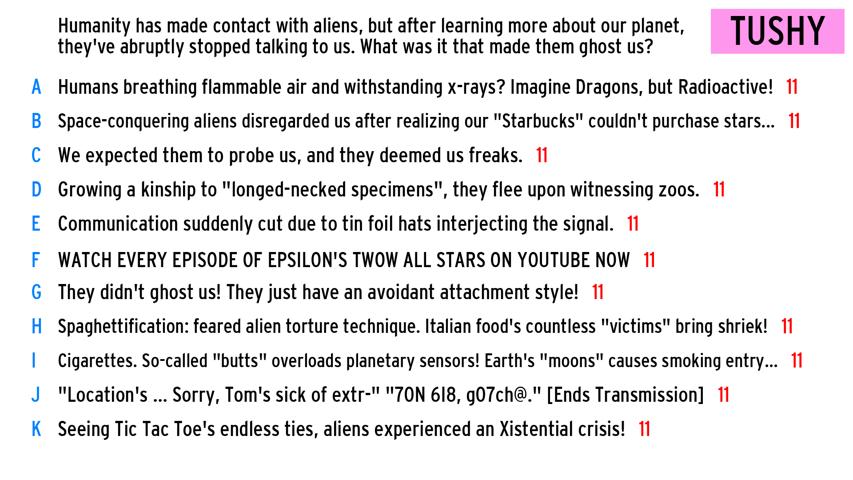 Humanity has made contact with aliens, but after learning more about our planet,
they've abruptly stopped talking to us. What was it that made them ghost us?
TUSHY
A Humans breathing flammable air and withstanding x-rays? Imagine Dragons, but Radioactive! 11
B Space-conquering aliens disregarded us after realizing our "Starbucks" couldn't purchase stars... 11
C We expected them to probe us, and they deemed us freaks. 11
D Growing a kinship to "longed-necked specimens", they flee upon witnessing zoos. 11
E Communication suddenly cut due to tin foil hats interjecting the signal. 11
F WATCH EVERY EPISODE OF EPSILON'S TWOW ALL STARS ON YOUTUBE NOW 11
G They didn't ghost us! They just have an avoidant attachment style! 11
H Spaghettification: feared alien torture technique. Italian food's countless "victims" bring shriek! 11
I Cigarettes. So-called "butts" overloads planetary sensors! Earth's "moons" causes smoking entry... 11
J "Location's ... Sorry, Tom's sick of extr-" "70N 6I8, g07ch@." [Ends Transmission] 11
K Seeing Tic Tac Toe's endless ties, aliens experienced an Xistential crisis! 11